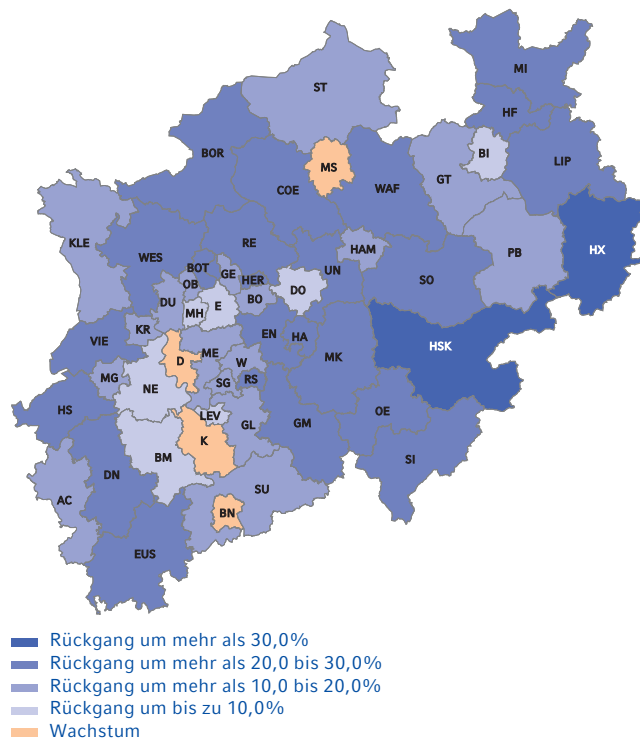 ST
MI
HF
BI
LIP
BOR
MS
GT
COE
WAF
KLE
HX
RE
HAM
PB
WES
BOT
GE
HER
UN
SO
OB
DU
BO
DO
MH
E
KR
EN
HA
HSK
VIE
D
ME
MK
MG
W
NE
SG
RS
HS
LEV
OE
K
GL
GM
BM
SI
DN
SU
AC
BN
EUS
Rückgang um mehr als 30,0%
Rückgang um mehr als 20,0 bis 30,0%
Rückgang um mehr als 10,0 bis 20,0%
Rückgang um bis zu 10,0%
Wachstum